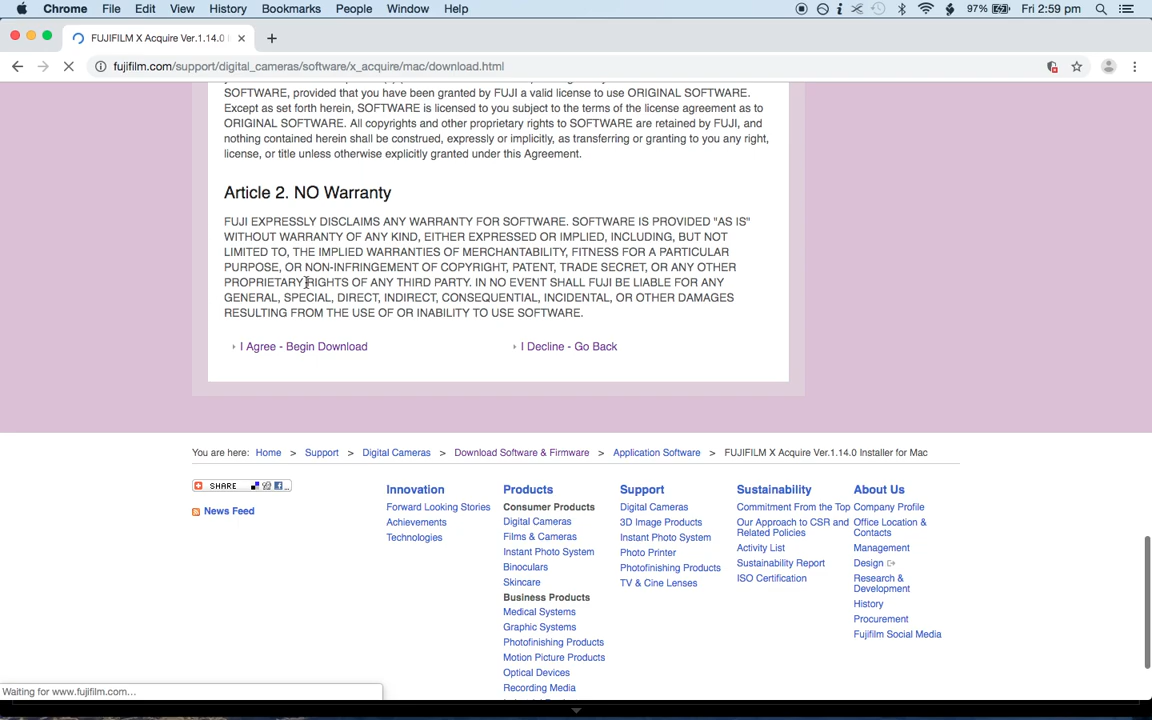 Chrome File Edit View History Bookmarks People Window Help 97% Fri 2:59 pm
FUJIFILM X Acquire Ver.1.14.0
fujifilm.com/support/digital_cameras/software/x_acquire/mac/download.html
SOFTWARE, provided that you have been granted by FUJI a valid license to use ORIGINAL SOFTWARE.
Except as set forth herein, SOFTWARE is licensed to you subject to the terms of the license agreement as to
ORIGINAL SOFTWARE. All copyrights and other proprietary rights to SOFTWARE are retained by FUJI, and
nothing contained herein shall be construed, expressly or implicitly, as transferring or granting to you any right,
license, or title unless otherwise explicitly granted under this Agreement.
Article 2. NO Warranty
FUJI EXPRESSLY DISCLAIMS ANY WARRANTY FOR SOFTWARE. SOFTWARE IS PROVIDED "AS IS"
WITHOUT WARRANTY OF ANY KIND, EITHER EXPRESSED OR IMPLIED, INCLUDING, BUT NOT
LIMITED TO, THE IMPLIED WARRANTIES OF MERCHANTABILITY, FITNESS FOR A PARTICULAR
PURPOSE, OR NON-INFRINGEMENT OF COPYRIGHT, PATENT, TRADE SECRET, OR ANY OTHER
PROPRIETARY RIGHTS OF ANY THIRD PARTY. IN NO EVENT SHALL FUJI BE LIABLE FOR ANY
GENERAL, SPECIAL, DIRECT, INDIRECT, CONSEQUENTIAL, INCIDENTAL, OR OTHER DAMAGES
RESULTING FROM THE USE OF OR INABILITY TO USE SOFTWARE.
I Agree - Begin Download I Decline - Go Back
You are here: Home > Support > Digital Cameras > Download Software & Firmware > Application Software > FUJIFILM X Acquire Ver.1.14.0 Installer for Mac
SHARE
News Feed
Innovation
Forward Looking Stories
Achievements
Technologies
Products
Consumer Products
Digital Cameras
Films & Cameras
Instant Photo System
Binoculars
Skincare
Business Products
Medical Systems
Graphic Systems
Photofinishing Products
Motion Picture Products
Optical Devices
Recording Media
Support
Digital Cameras
3D Image Products
Instant Photo System
Photo Printer
Photofinishing Products
TV & Cine Lenses
Sustainability
Commitment From the Top
Our Approach to CSR and
Related Policies
Activity List
Sustainability Report
ISO Certification
About Us
Company Profile
Office Location &
Contacts
Management
Design
Research &
Development
History
Procurement
Fujifilm Social Media
Waiting for www.fujifilm.com...